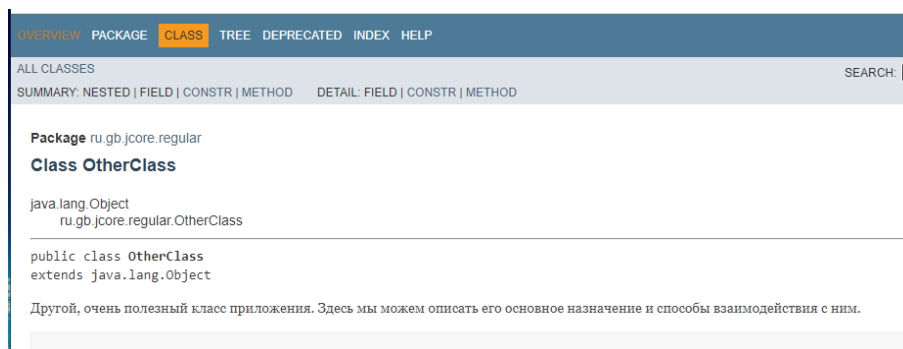 OVERVIEW PACKAGE CLASS TREE DEPRECATED INDEX HELP
ALL CLASSES
SEARCH:
SUMMARY: NESTED | FIELD | CONSTR | METHOD DETAIL: FIELD | CONSTR | METHOD
Package ru.gb.jcore.regular
Class OtherClass
java.lang.Object
ru.gb.jcore.regular.OtherClass
public class OtherClass
extends java.lang.Object
Другой, очень полезный класс приложения. Здесь мы можем описать его основное назначение и способы взаимодействия с ним.